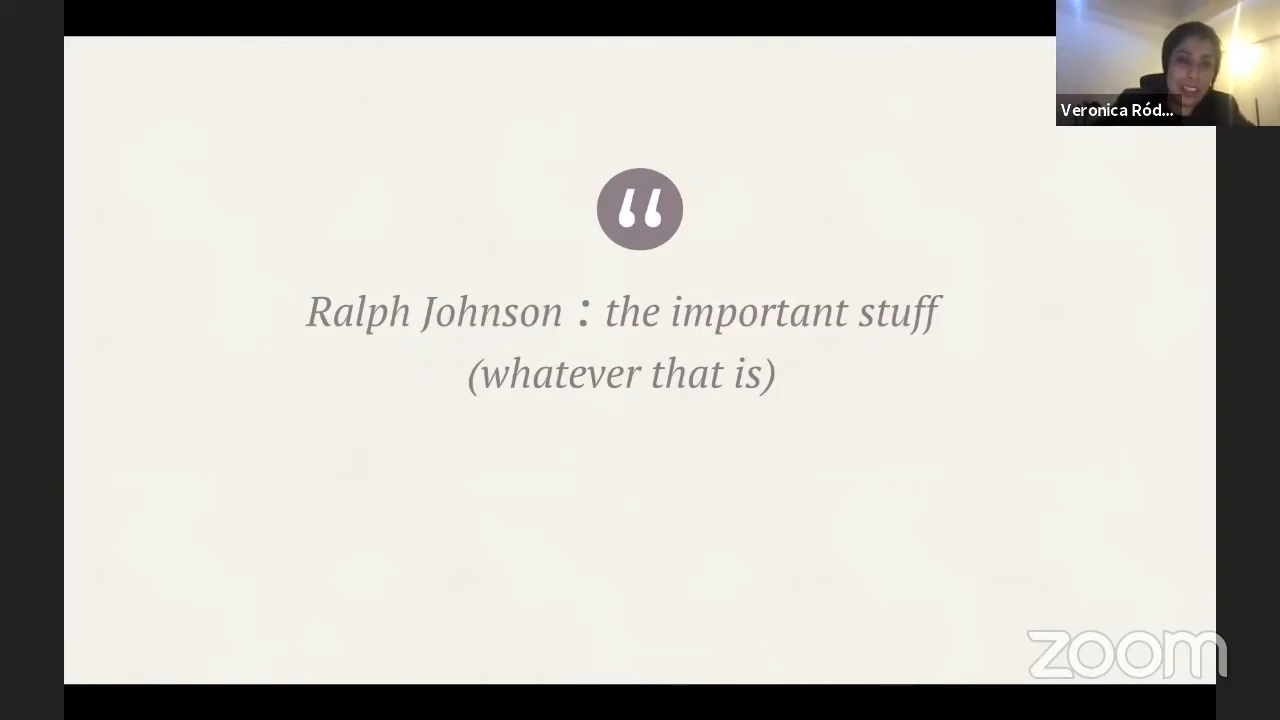 Veronica Ród...
“
Ralph Johnson : the important stuff
(whatever that is)
zoom